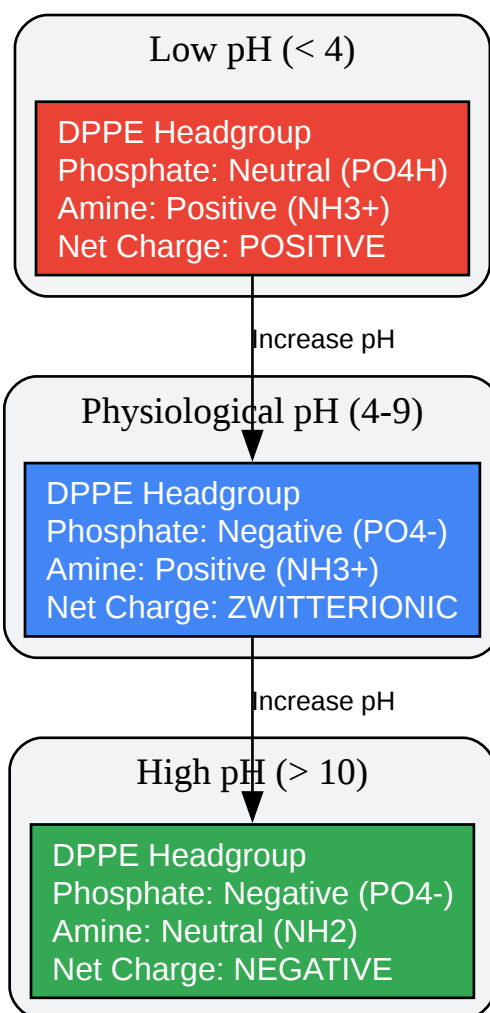 Low pH (< 4)
DPPE Headgroup
Phosphate: Neutral (PO4H)
Amine: Positive (NH3+)
Net Charge: POSITIVE
Increase pH
Physiological pH (4-9)
DPPE Headgroup
Phosphate: Negative (PO4-)
Amine: Positive (NH3+)
Net Charge: ZWITTERIONIC
Increase pH
High pH (> 10)
DPPE Headgroup
Phosphate: Negative (PO4-)
Amine: Neutral (NH2)
Net Charge: NEGATIVE